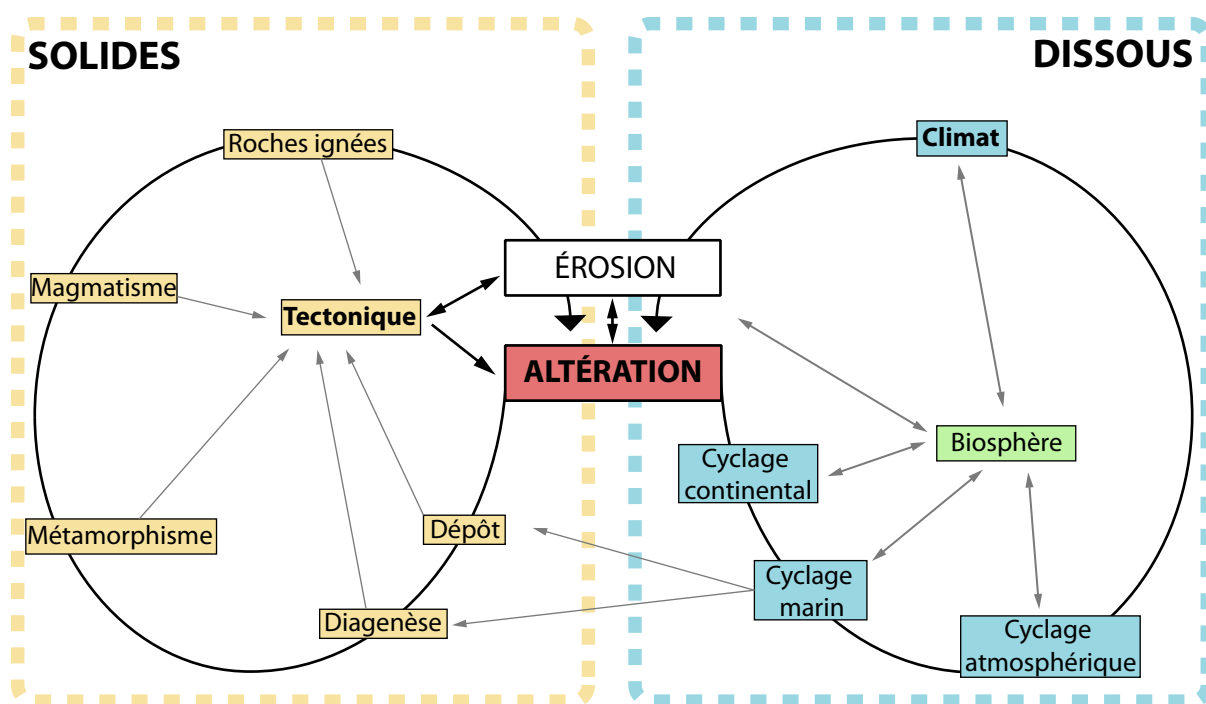 SOLIDES
DISSOUS
Roches ignées
Climat
ÉROSION
Magmatisme
Tectonique
ALTÉRATION
Biosphère
Cyclage
continental
Métamorphisme
Dépôt
Cyclage
marin
Diagenèse
Cyclage
atmosphérique